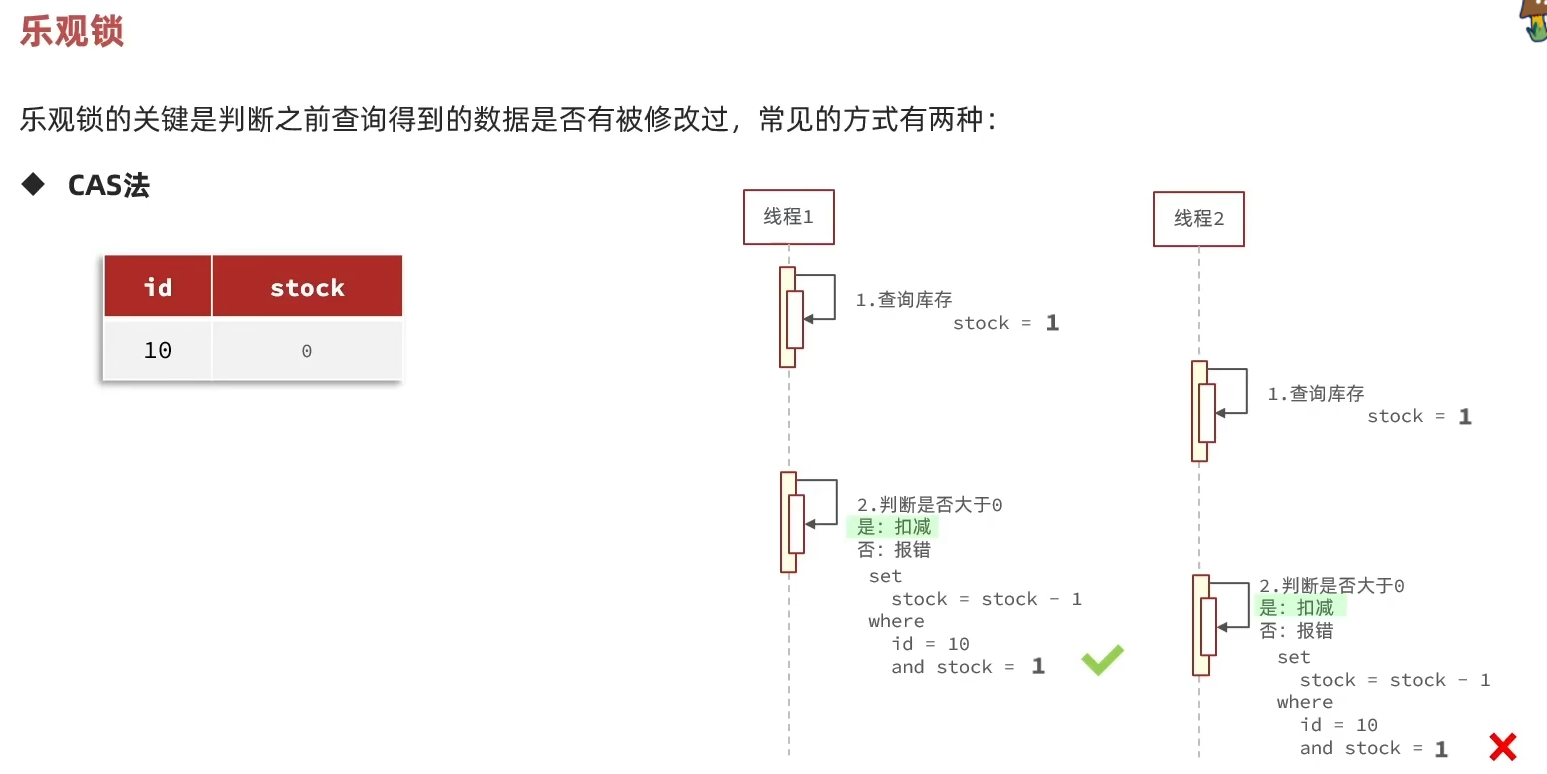 乐观锁
乐观锁的关键是判断之前查询得到的数据是否有被修改过，常见的方式有两种：
◆ CAS法
id stock
10 0
线程1
1.查询库存
stock = 1
2.判断是否大于0
是：扣减
否：报错
set
stock = stock - 1
where
id = 10
and stock = 1
线程2
1.查询库存
stock = 1
2.判断是否大于0
是：扣减
否：报错
set
stock = stock - 1
where
id = 10
and stock = 1